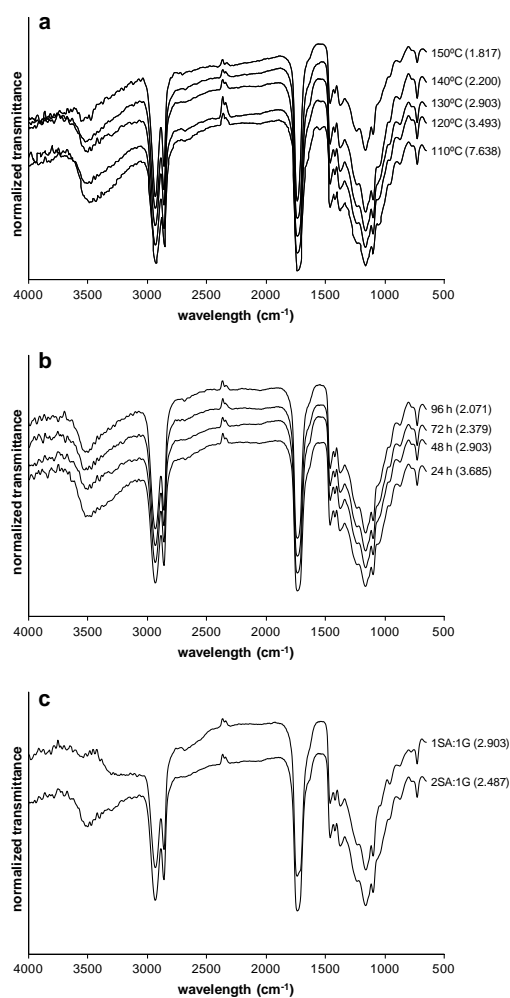 a
150ºC (1.817)
140ºC (2.200)
130ºC (2.903)
120ºC (3.493)
110ºC (7.638)
normalized transmittance
4000 3500 3000 2500 2000 1500 1000 500
wavelength (cm-1)
b
96 h (2.071)
72 h (2.379)
48 h (2.903)
24 h (3.685)
normalized transmittance
4000 3500 3000 2500 2000 1500 1000 500
wavelength (cm-1)
c
1SA:1G (2.903)
2SA:1G (2.487)
normalized transmittance
4000 3500 3000 2500 2000 1500 1000 500
wavelength (cm-1)